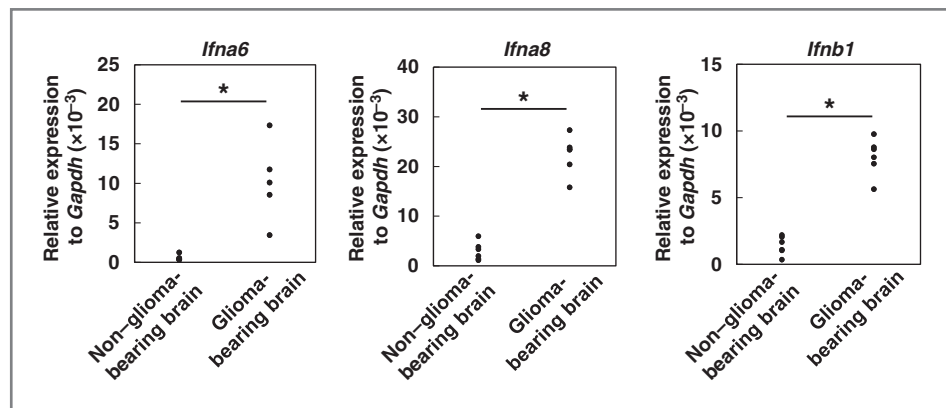 Ifna6
Relative expression
to Gapdh (×10⁻³)
25
20
15
10
5
0
*
Non–glioma-
bearing brain
Glioma-
bearing brain
Ifna8
Relative expression
to Gapdh (×10⁻³)
40
30
20
10
0
*
Non–glioma-
bearing brain
Glioma-
bearing brain
Ifnb1
Relative expression
to Gapdh (×10⁻³)
15
10
5
0
*
Non–glioma-
bearing brain
Glioma-
bearing brain